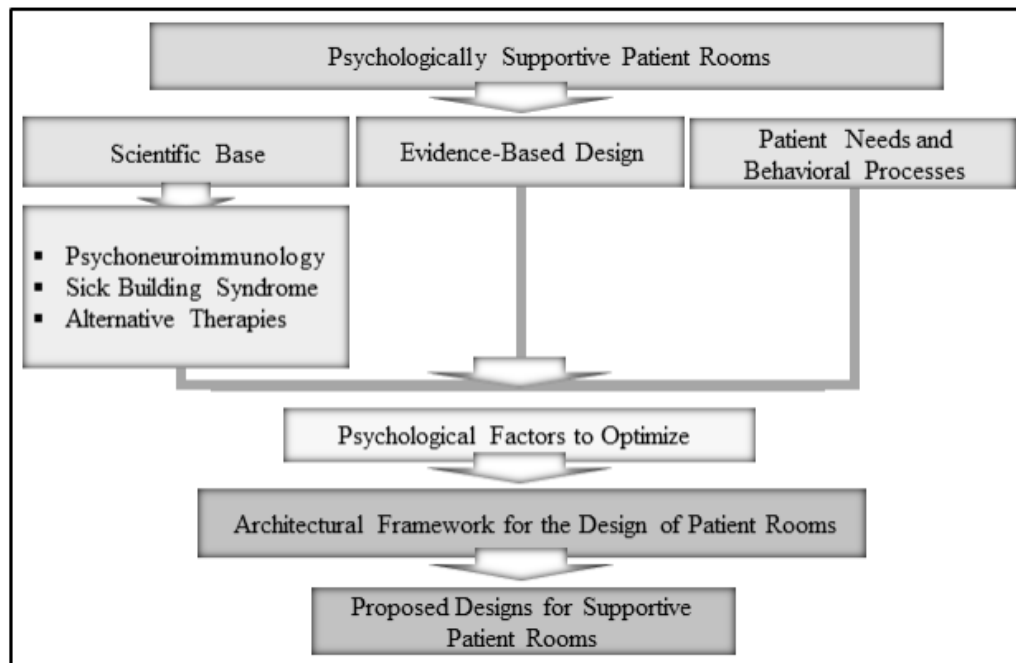 Psychologically Supportive Patient Rooms
Scientific Base
Evidence-Based Design
Patient Needs and
Behavioral Processes
▪ Psychoneuroimmunology
▪ Sick Building Syndrome
▪ Alternative Therapies
Psychological Factors to Optimize
Architectural Framework for the Design of Patient Rooms
Proposed Designs for Supportive
Patient Rooms